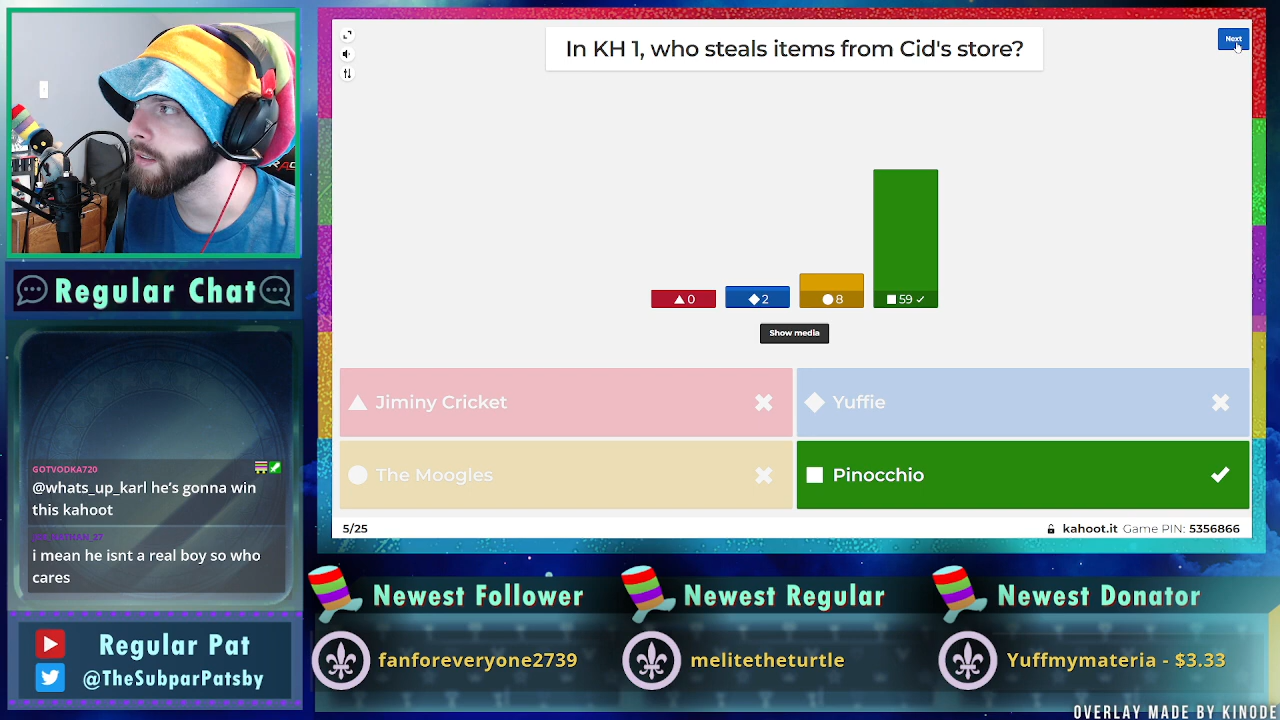 In KH 1, who steals items from Cid's store?
Next
0
2
8
59
Show media
Jiminy Cricket
Yuffie
The Moogles
Pinocchio
5/25
kahoot.it Game PIN: 5356866
Regular Chat
GOTVODKA720
@whats_up_karl he's gonna win
this kahoot
i mean he isnt a real boy so who
cares
Regular Pat
@TheSubparPatsby
Newest Follower
fanforeveryone2739
Newest Regular
melitetheturtle
Newest Donator
Yuffmymateria - $3.33
OVERLAY MADE BY KINODE